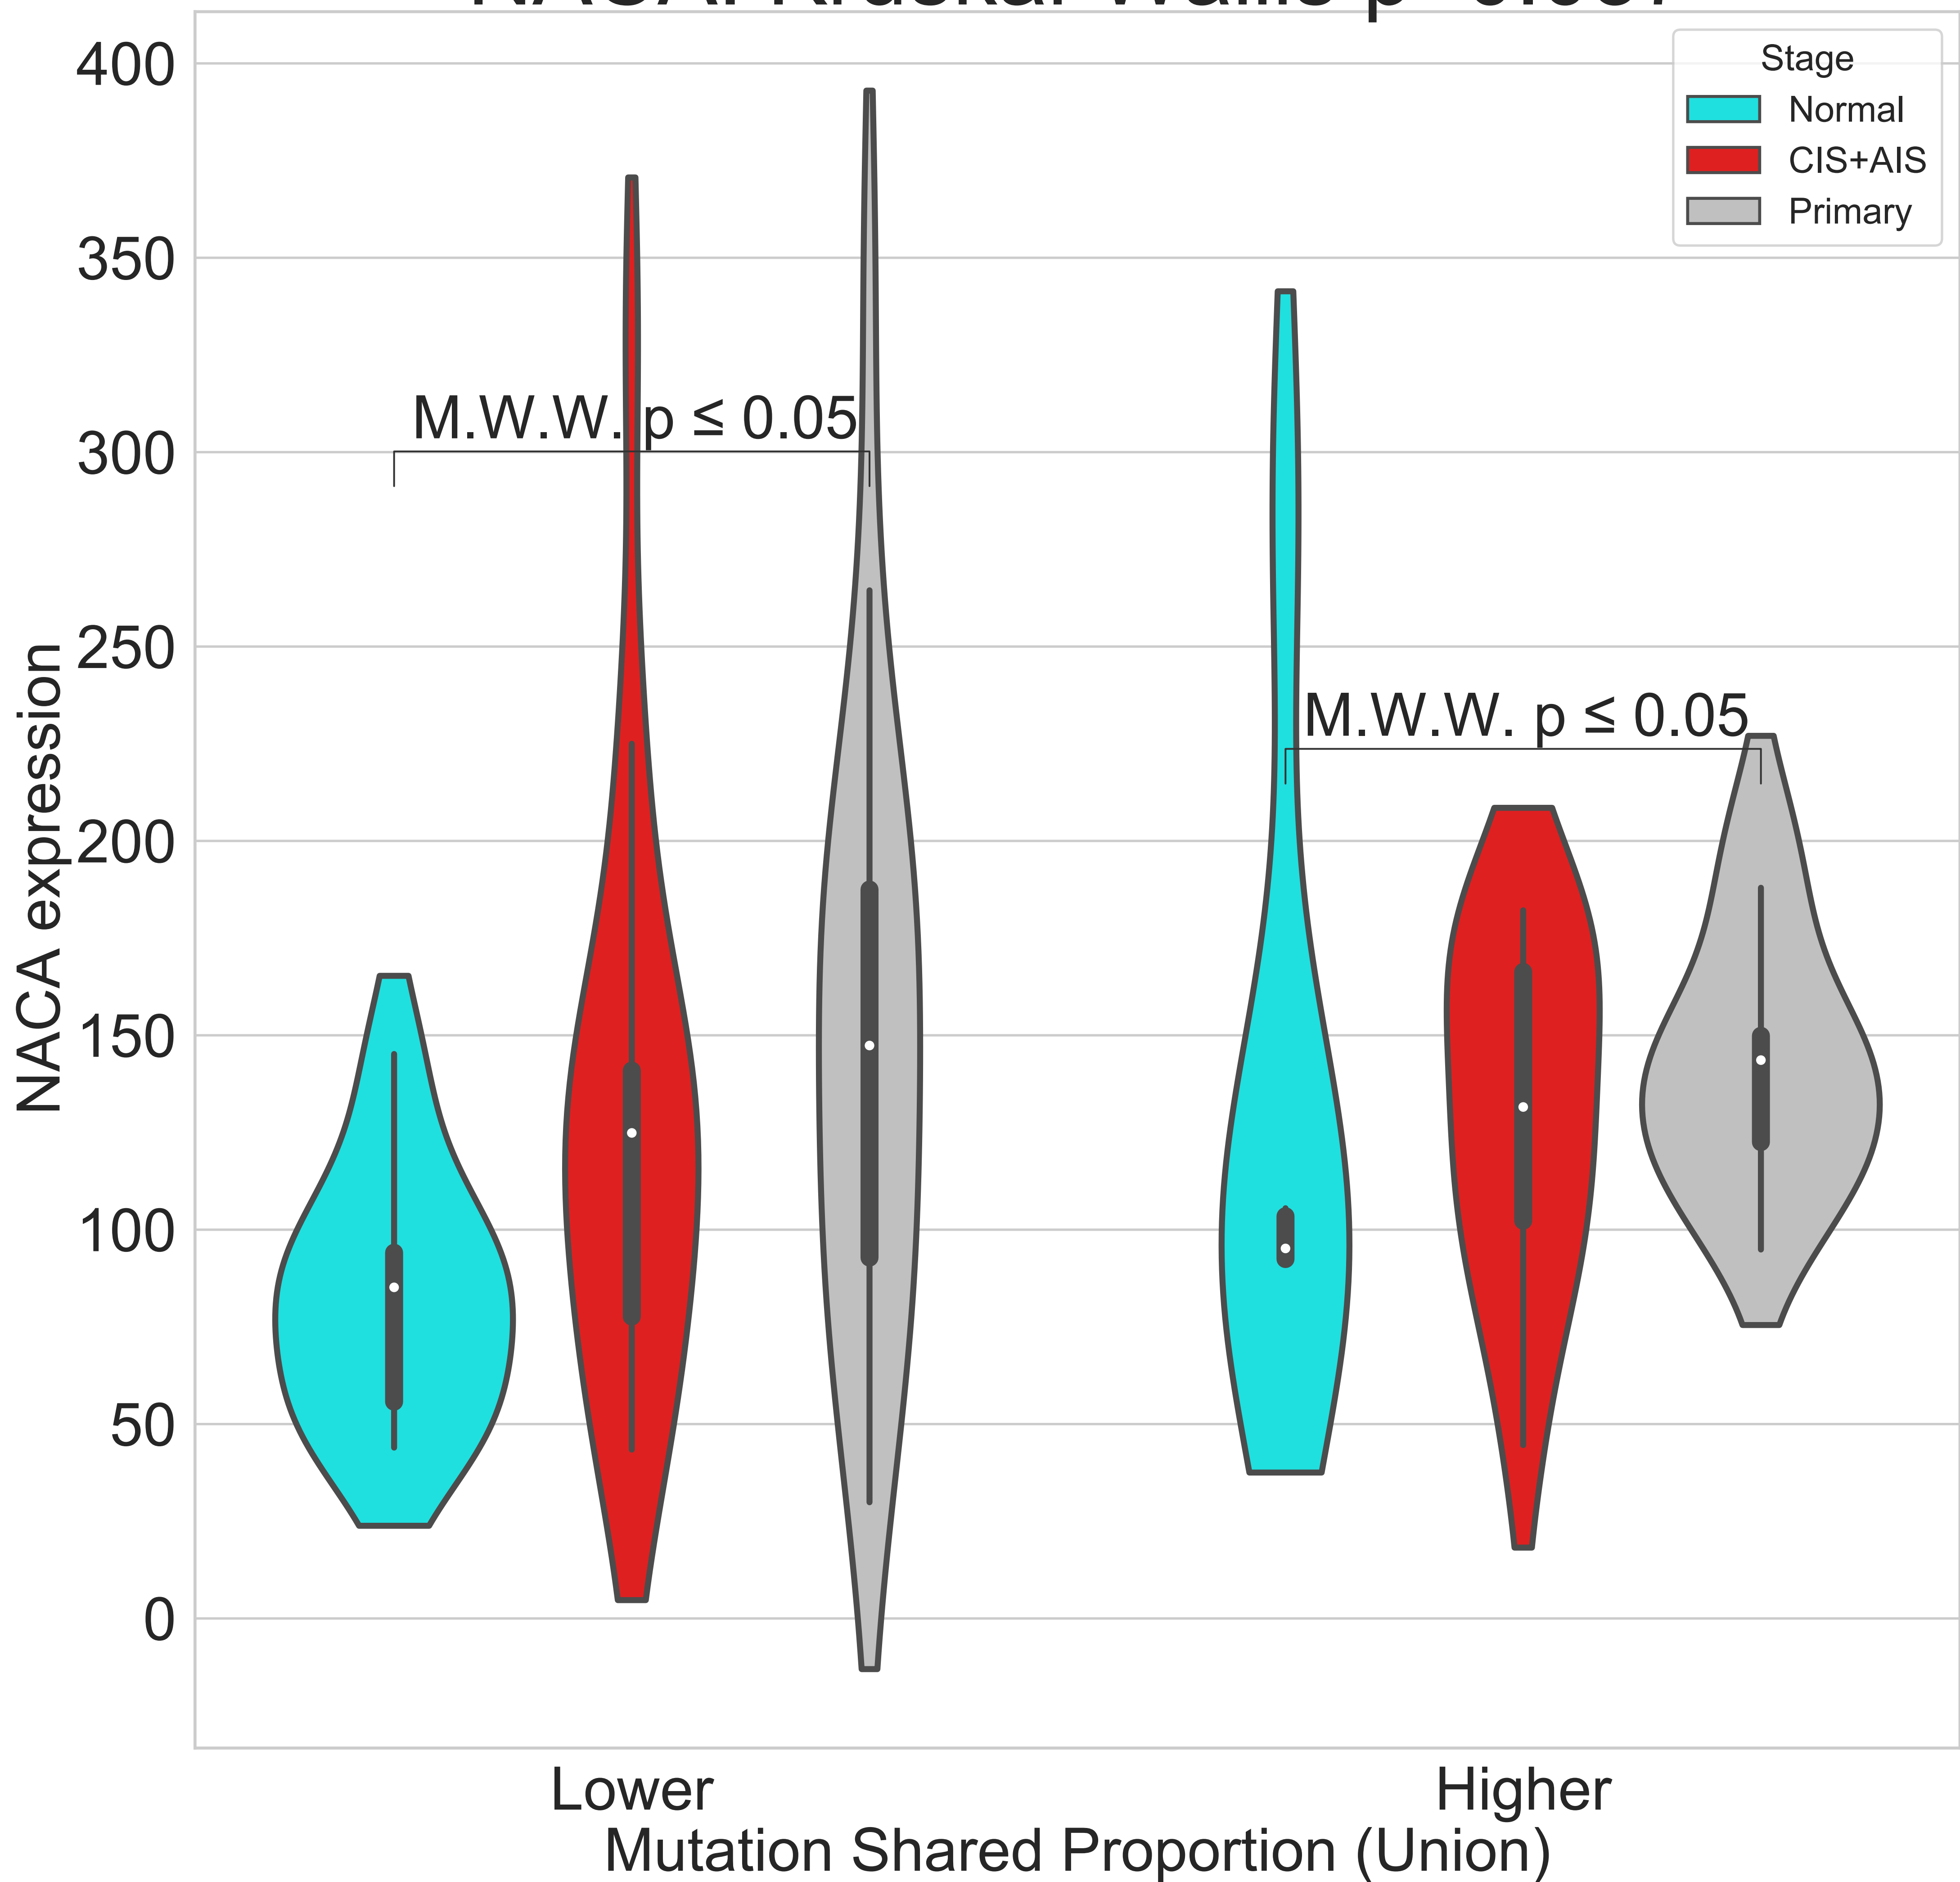 400
350
300
250
200
150
100
50
0
NACA expression
Stage
Normal
CIS+AIS
Primary
M.W.W. p ≤ 0.05
M.W.W. p ≤ 0.05
Lower
Higher
Mutation Shared Proportion (Union)